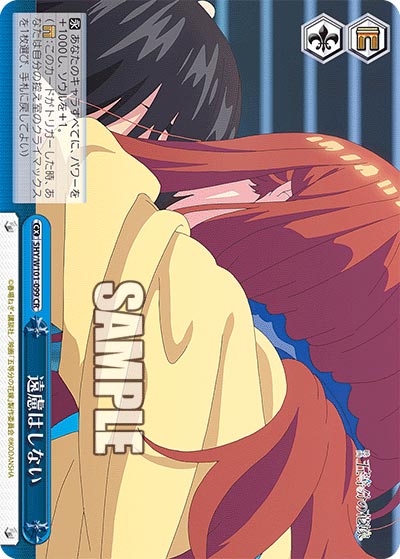 【永】 あなたのキャラすべてに、パワーを
＋1000し、ソウルを＋1。
（：このカードがトリガーした時、あ
なたは自分の控え室のクライマックス
を1枚選び、手札に戻してよい）
CX 5HY/W101-099 CR
遠慮はしない
©春場ねぎ・講談社／映画「五等分の花嫁」製作委員会 ©KODANSHA
SAMPLE
映画 五等分の花嫁